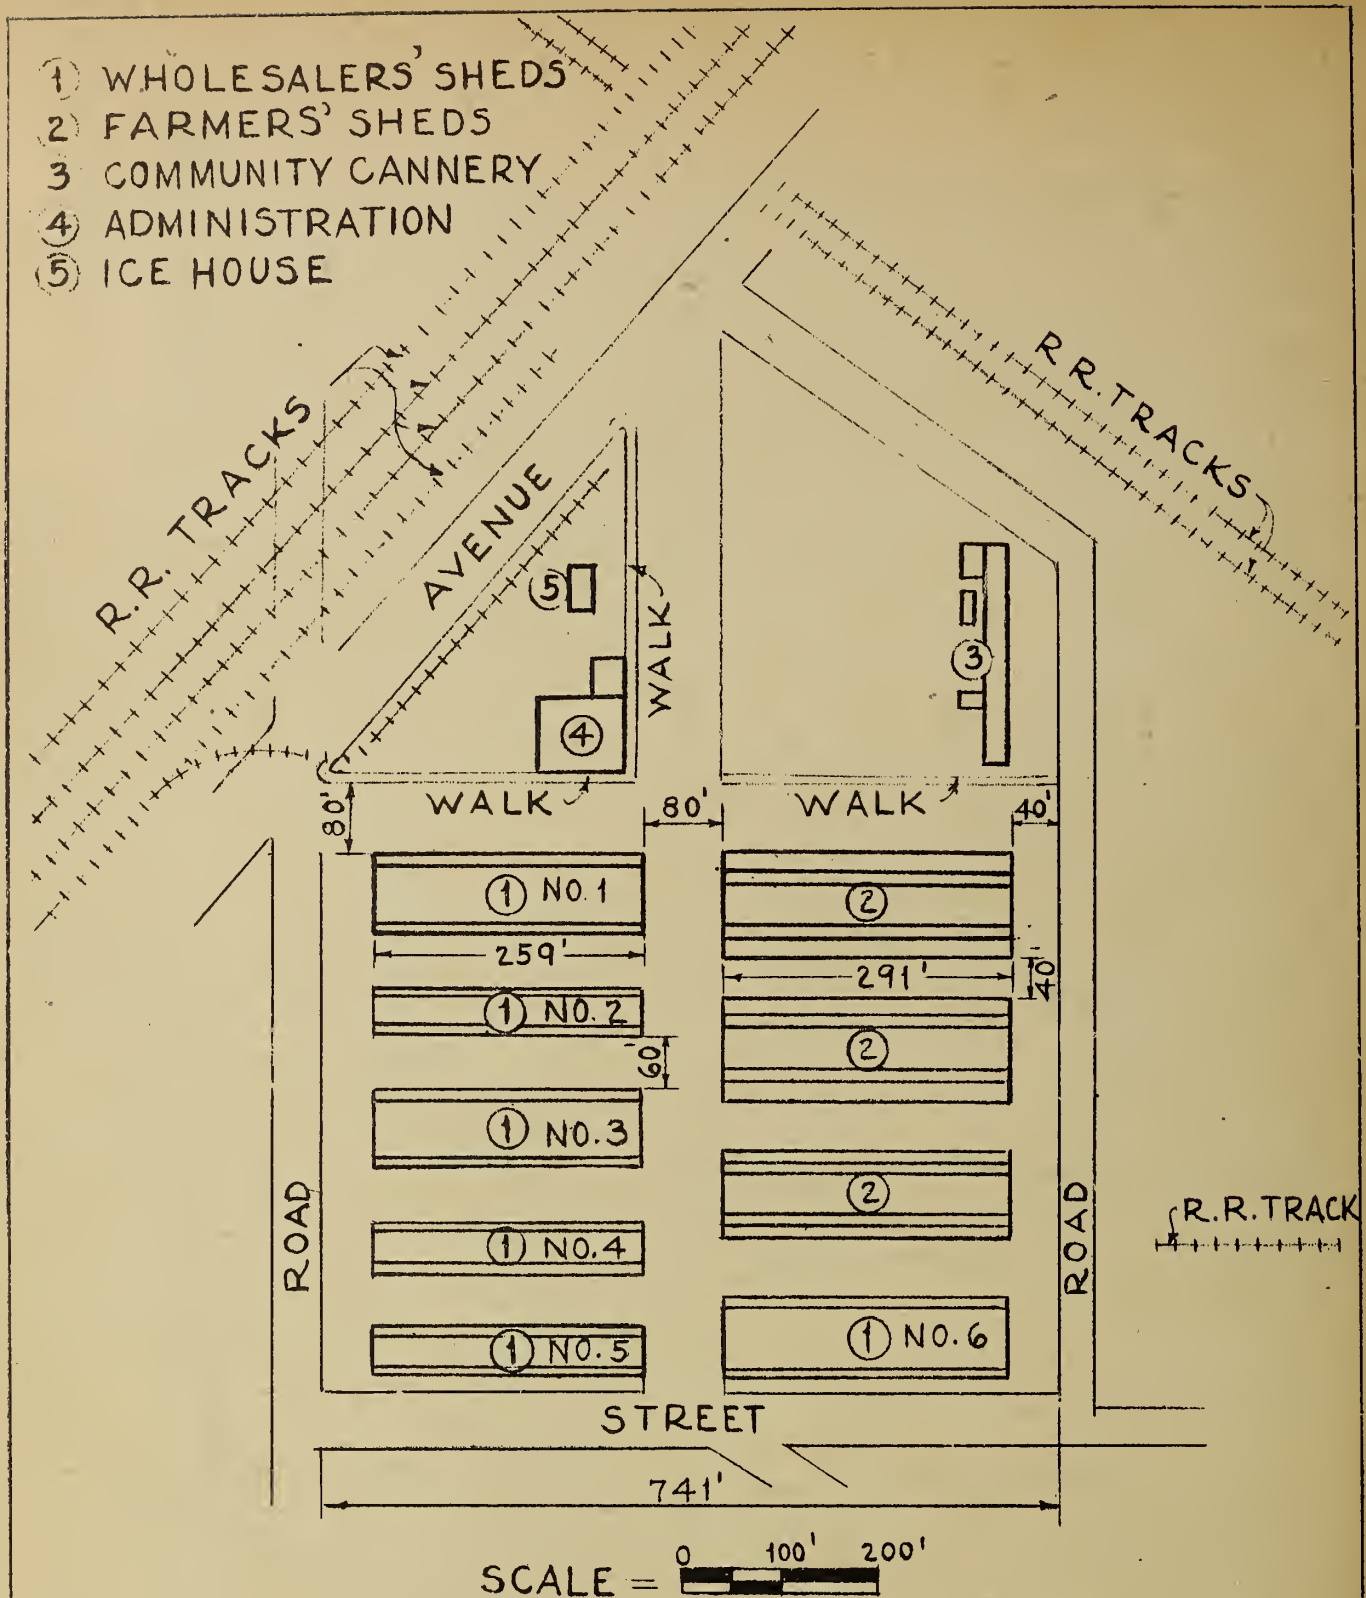 ① WHOLESALERS' SHEDS
② FARMERS' SHEDS
3 COMMUNITY CANNERY
④ ADMINISTRATION
⑤ ICE HOUSE
R.R. TRACKS
R.R. TRACKS
AVENUE
⑤
WALK
③
④
WALK
WALK
80'
80'
40'
① NO. 1
②
259'
291'
40'
① NO. 2
②
60'
① NO. 3
②
ROAD
ROAD
R.R. TRACK
① NO. 4
① NO. 5
① NO. 6
STREET
741'
SCALE = 0 100' 200'